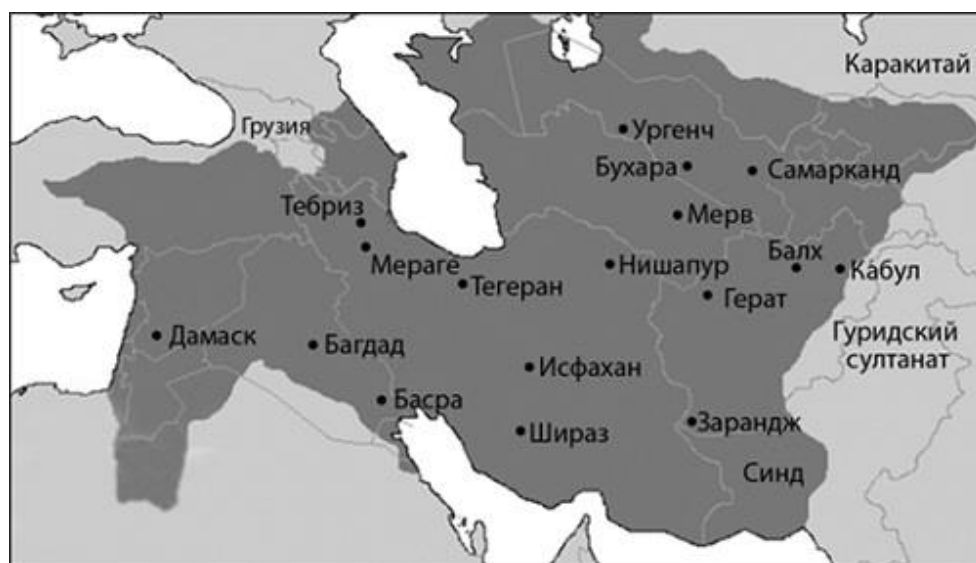 Каракитай
Грузия
Ургенч
Бухара
Самарканд
Тебриз
Мерв
Мераге
Балх
Нишапур
Кабул
Тегеран
Герат
Дамаск
Багдад
Гуридский
султанат
Исфахан
Басра
Зарандж
Шираз
Синд